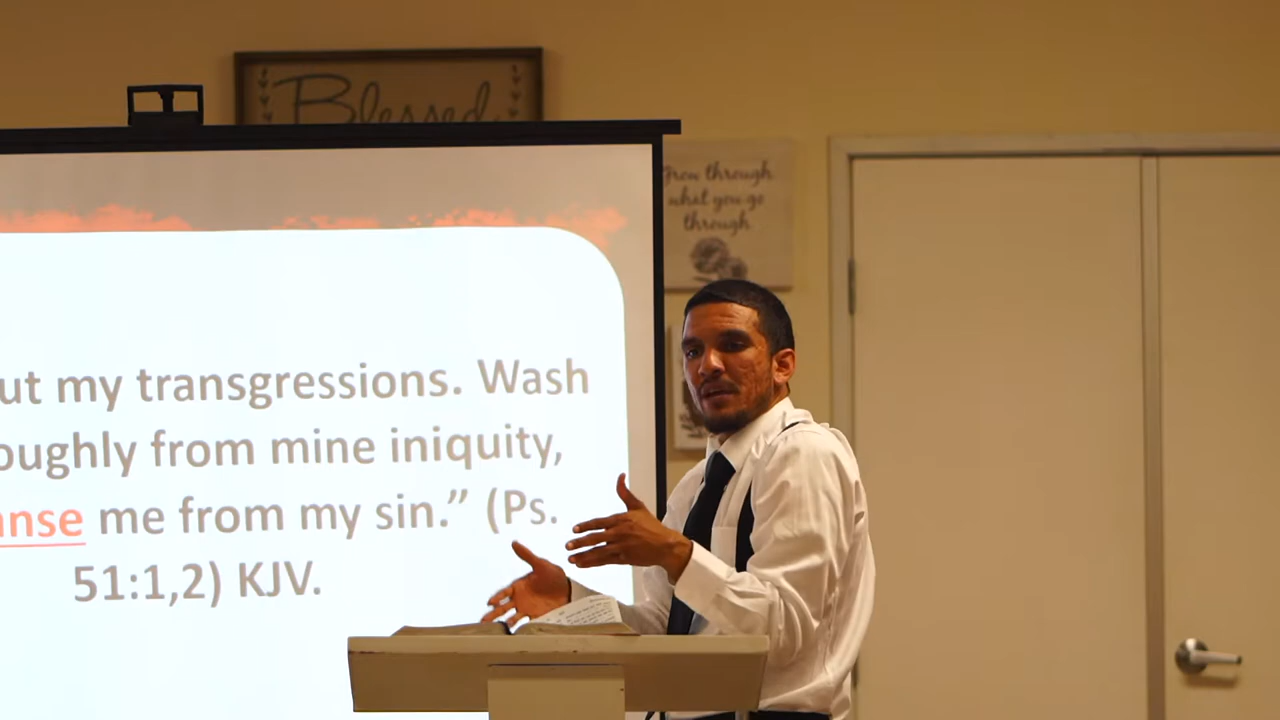 Blessed
Grow through
what you go
through
ut my transgressions. Wash
oughly from mine iniquity,
anse me from my sin.” (Ps.
51:1,2) KJV.